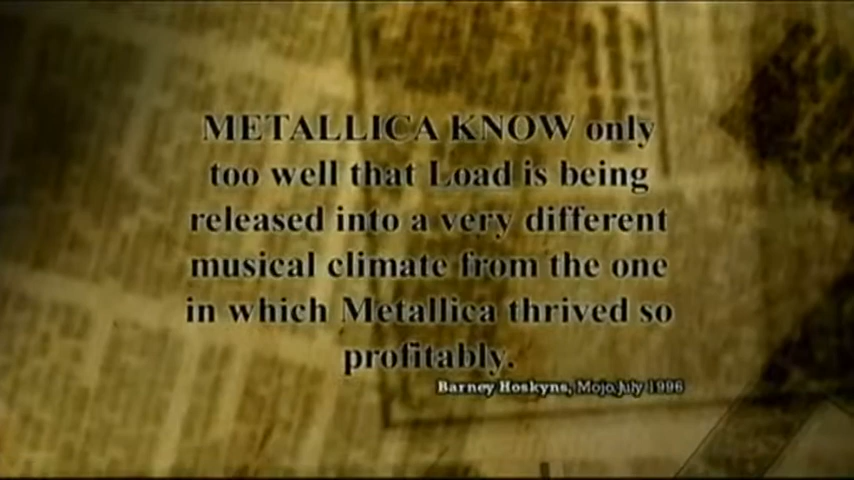 METALLICA KNOW only
too well that Load is being
released into a very different
musical climate from the one
in which Metallica thrived so
profitably.
Barney Hoskyns, Mojo, July 1996